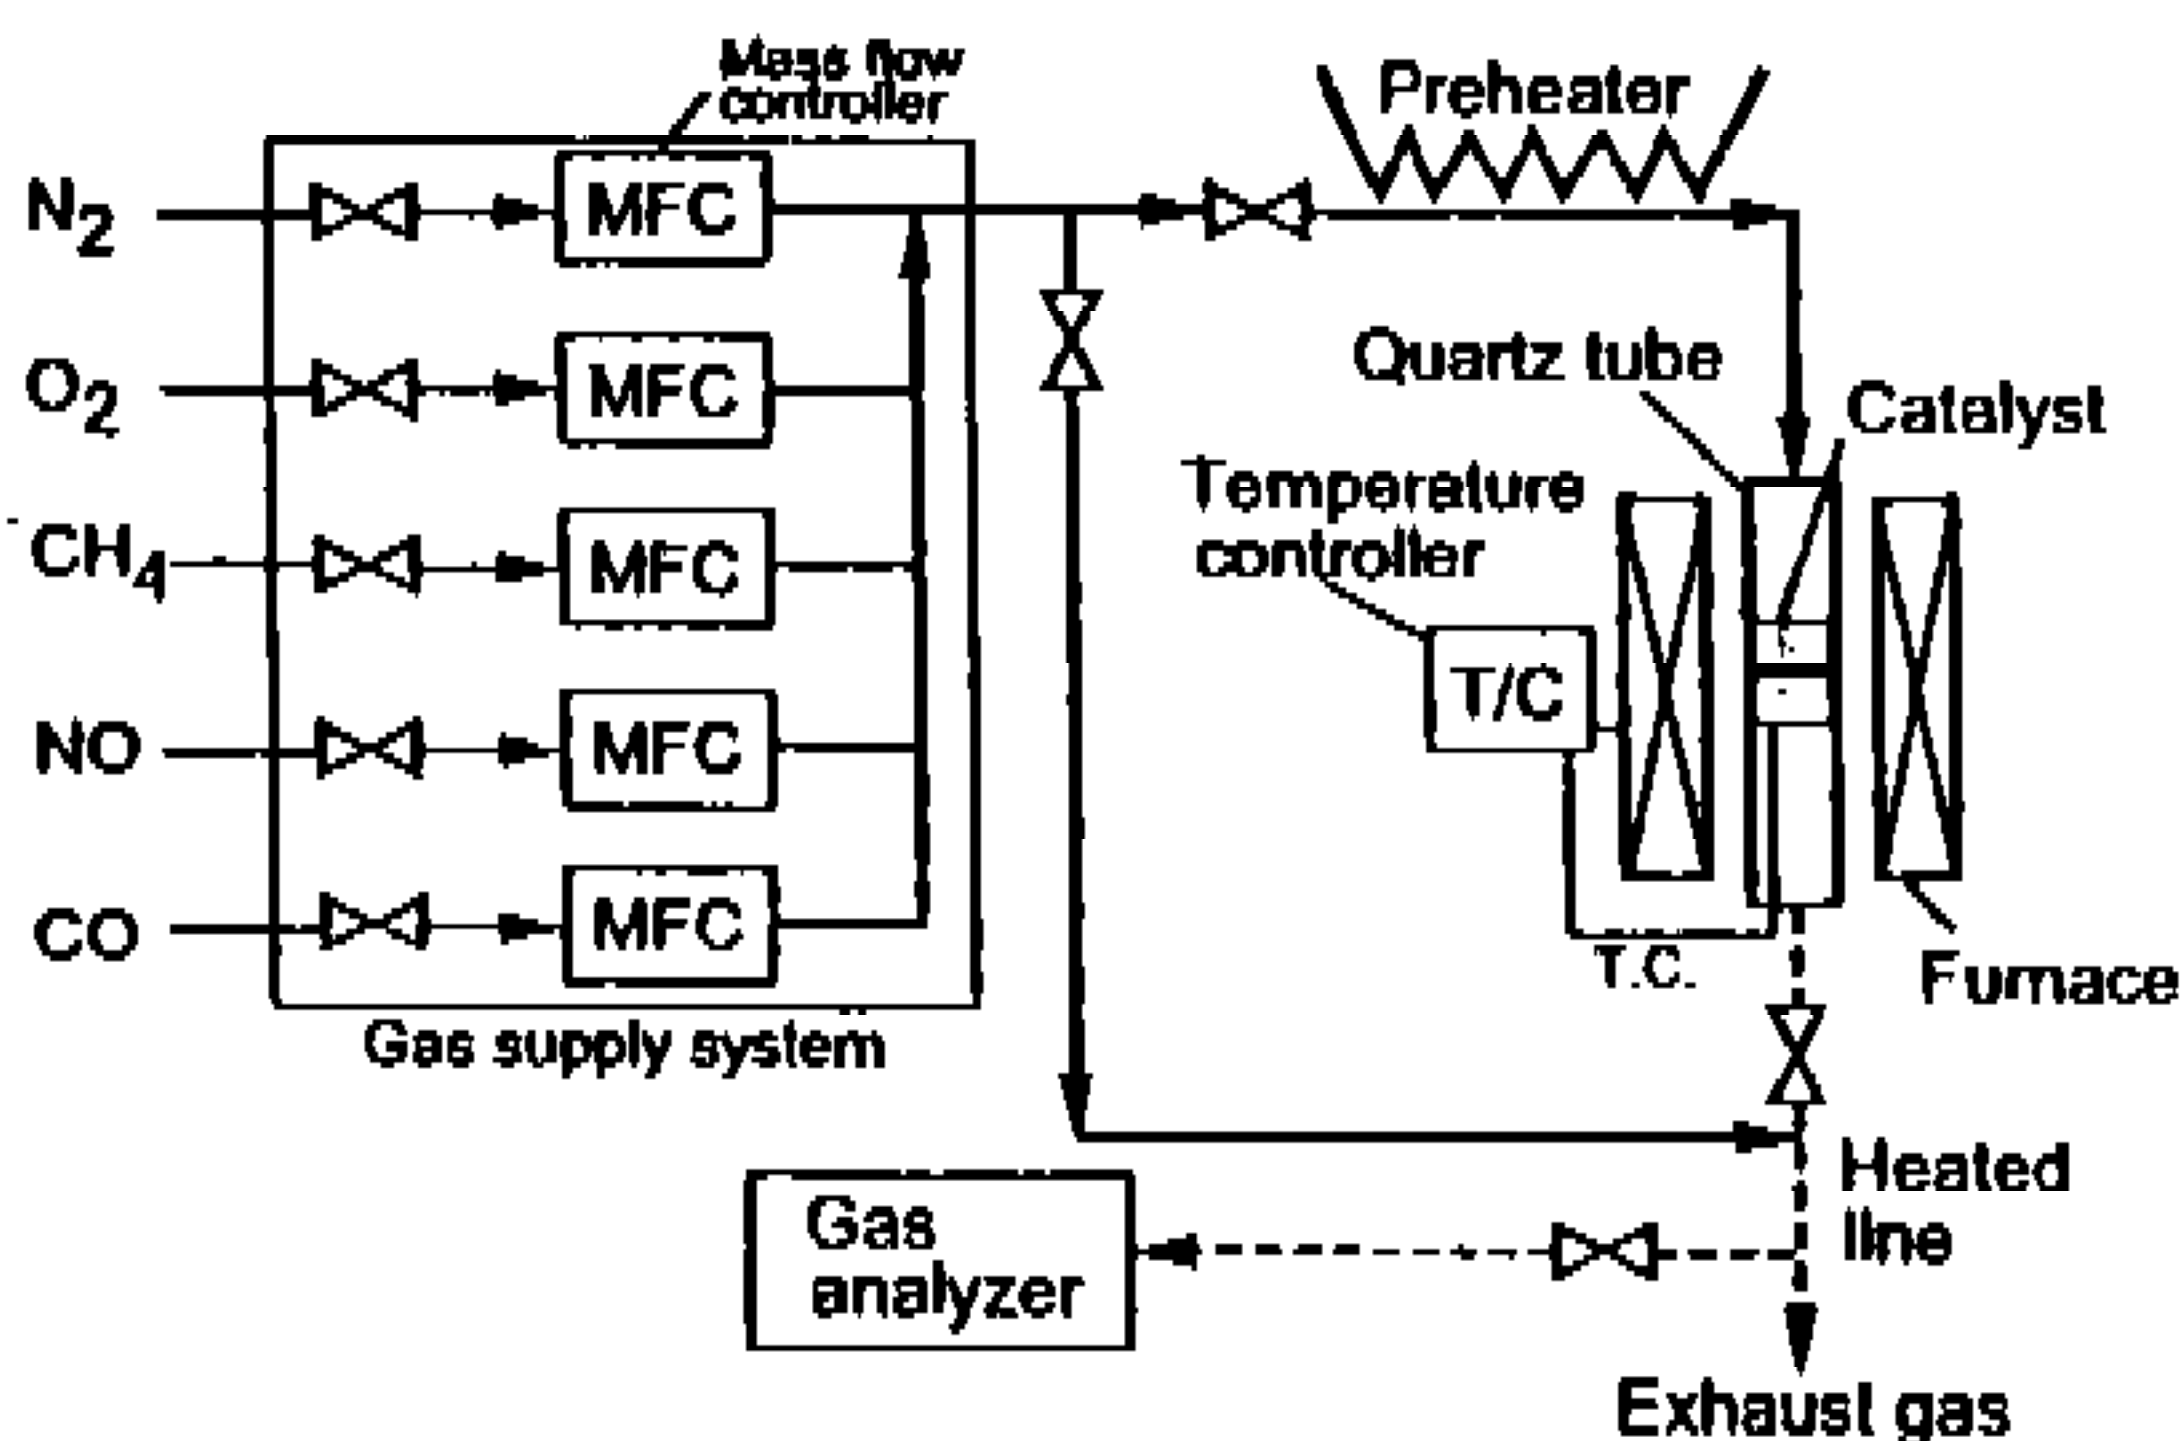 Mass flow
controller
Preheater
N2
MFC
O2
MFC
Quartz tube
Catalyst
Temperature
controller
CH4
MFC
T/C
NO
MFC
CO
MFC
T.C.
Furnace
Gas supply system
Heated
line
Gas
analyzer
Exhaust gas